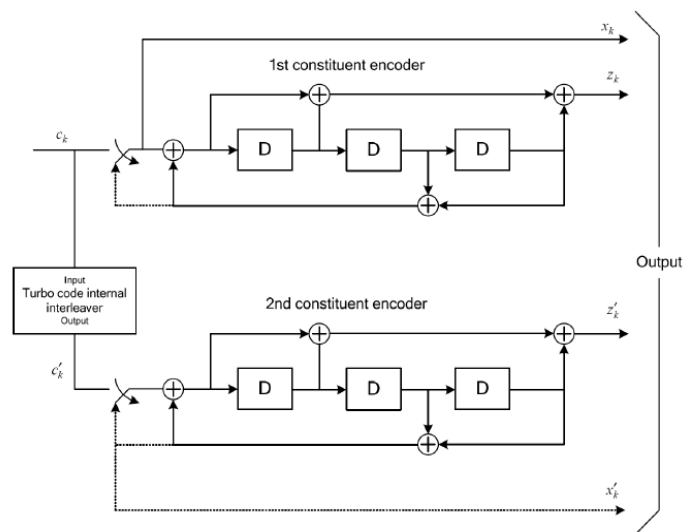 x_k
1st constituent encoder
z_k
c_k
D
D
D
Output
Input
Turbo code internal
interleaver
Output
2nd constituent encoder
z'_k
c'_k
D
D
D
x'_k